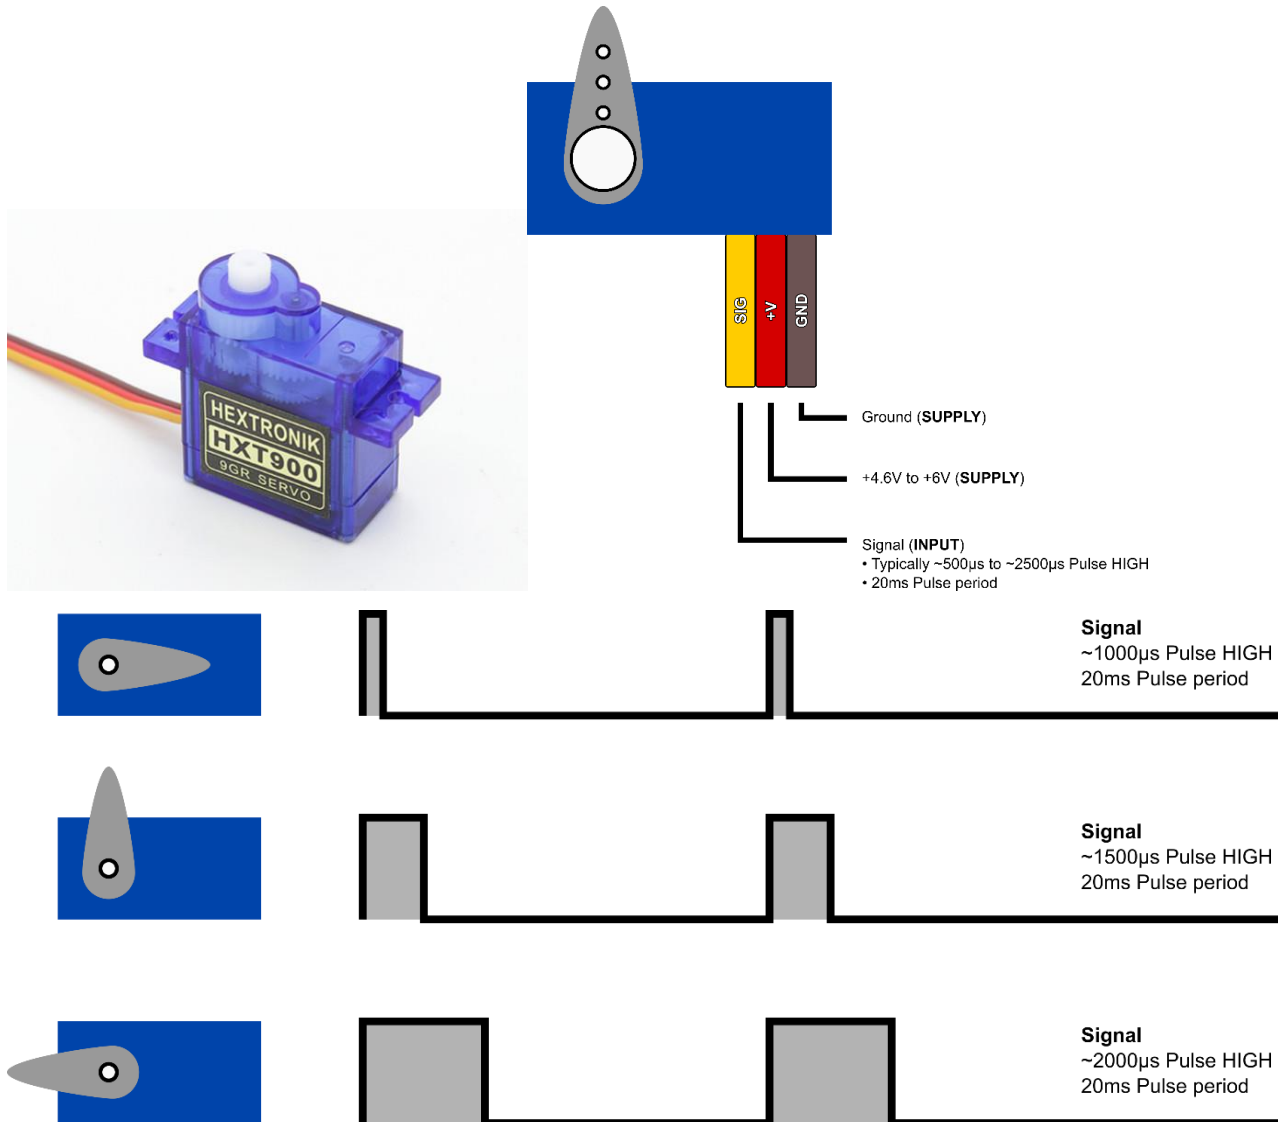 SIG
+V
GND
HEXTRONIK
HXT900
9GR SERVO
Ground (SUPPLY)
+4.6V to +6V (SUPPLY)
Signal (INPUT)
• Typically ~500µs to ~2500µs Pulse HIGH
• 20ms Pulse period
Signal
~1000µs Pulse HIGH
20ms Pulse period
Signal
~1500µs Pulse HIGH
20ms Pulse period
Signal
~2000µs Pulse HIGH
20ms Pulse period